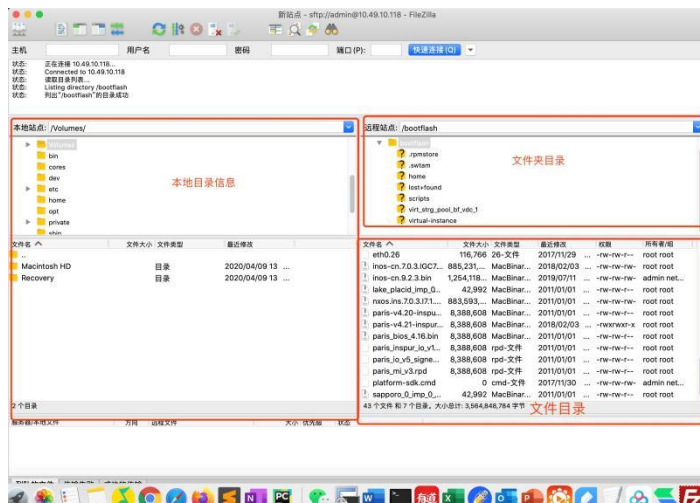 新站点 - sftp://admin@10.49.10.118 - FileZilla
主机 用户名 密码 端口(P): 快速连接(Q)
状态: 正在连接 10.49.10.118...
状态: Connected to 10.49.10.118
状态: 读取目录列表...
状态: Listing directory /bootflash
状态: 列出"/bootflash"的目录成功
本地站点: /Volumes/
Volumes
bin
cores
dev
etc
home
opt
private
sbin
本地目录信息
远程站点: /bootflash
bootflash
.rpmstore
.swtam
home
lost+found
scripts
virt_strg_pool_bf_vdc_1
virtual-instance
文件夹目录
文件名 文件大小 文件类型 最近修改
..
Macintosh HD 目录 2020/04/09 13 ...
Recovery 目录 2020/04/09 13 ...
2 个目录
文件名 文件大小 文件类型 最近修改 权限 所有者/组
eth0.26 116,766 26-文件 2017/11/29 ... -rw-rw-r-- root root
inos-cn.7.0.3.IGC7... 885,231,... MacBinar... 2018/02/03 ... -rw-rw-rw- root root
inos-cn.9.2.3.bin 1,254,118... MacBinar... 2019/07/11 ... -rw-rw-rw- admin net...
lake_placid_imp_0... 42,992 MacBinar... 2011/01/01 ... -rw-rw-r-- root root
nxos.ins.7.0.3.I7.1.... 883,593,... MacBinar... 2011/01/01 ... -rw-rw-rw- root root
paris-v4.20-inspu... 8,388,608 MacBinar... 2011/01/01 ... -rw-rw-r-- root root
paris-v4.21-inspur... 8,388,608 MacBinar... 2018/02/03 ... -rwxrwxr-x root root
paris_bios_4.16.bin 8,388,608 MacBinar... 2011/01/01 ... -rw-rw-r-- root root
paris_inspur_io_v1... 8,388,608 rpd-文件 2011/01/01 ... -rw-rw-r-- root root
paris_io_v5_signe... 8,388,608 rpd-文件 2011/01/01 ... -rw-rw-r-- root root
paris_mi_v3.rpd 8,388,608 rpd-文件 2011/01/01 ... -rw-rw-r-- root root
platform-sdk.cmd 0 cmd-文件 2017/11/30 ... -rw-rw-rw- admin net...
sapporo_0_imp_0_... 42,992 MacBinar... 2011/01/01 ... -rw-rw-r-- root root
43 个文件 和 7 个目录。大小总计: 3,564,848,784 字节
文件目录
服务器/本地文件 方向 远程文件 大小 优先级 状态